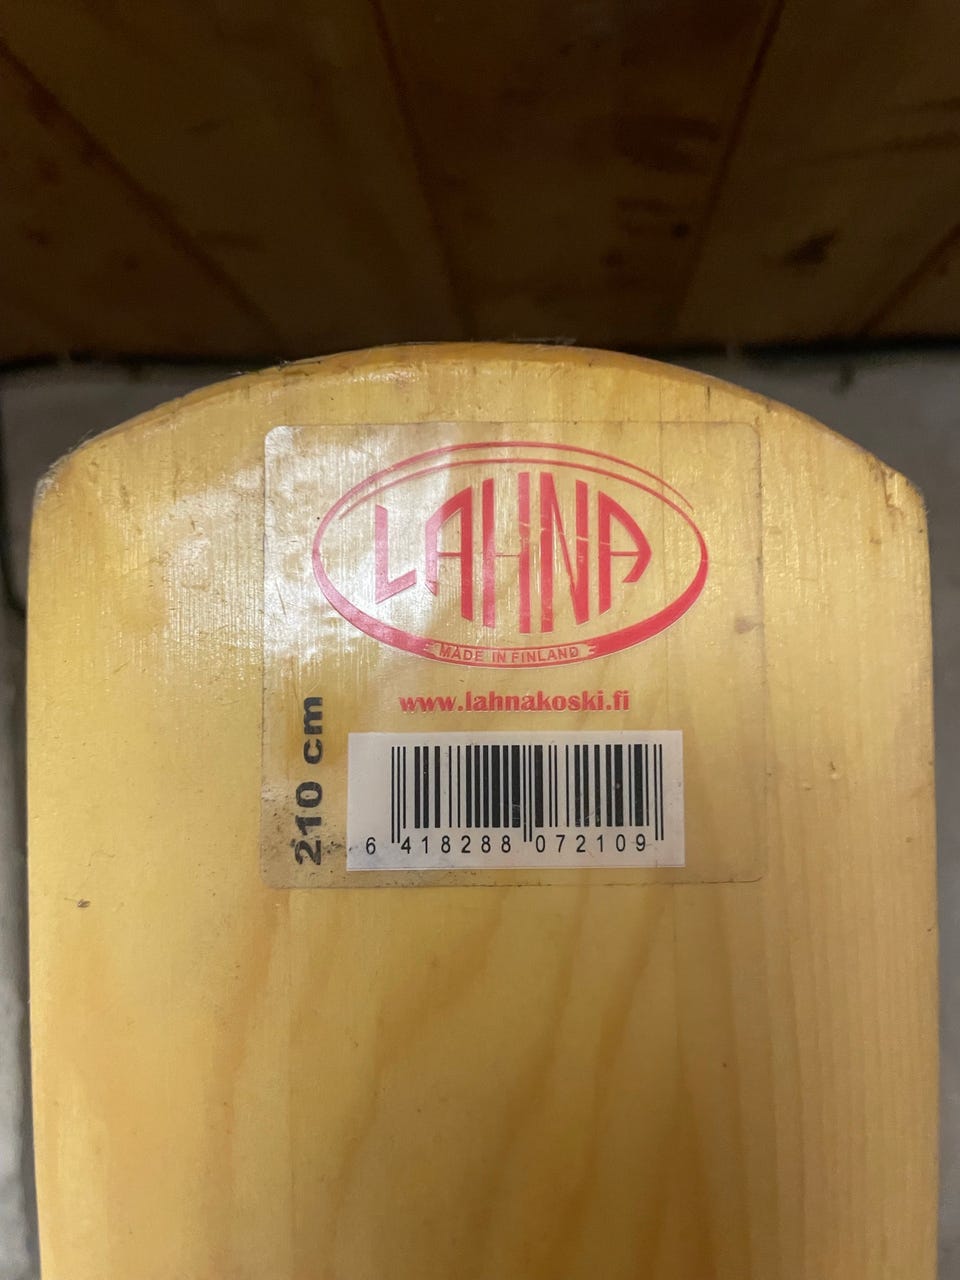 LAHNA
MADE IN FINLAND
www.lahnakoski.fi
210 cm
6 418288 072109